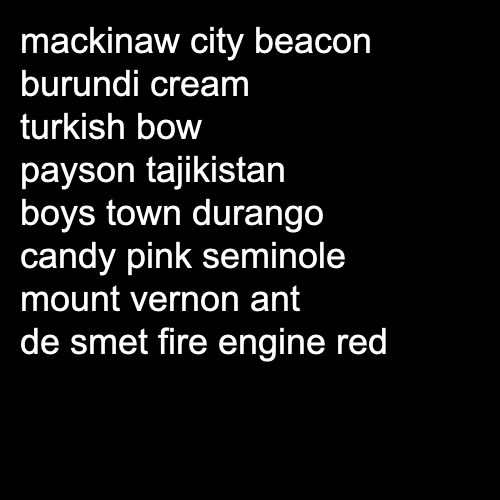 mackinaw city beacon
burundi cream
turkish bow
payson tajikistan
boys town durango
candy pink seminole
mount vernon ant
de smet fire engine red